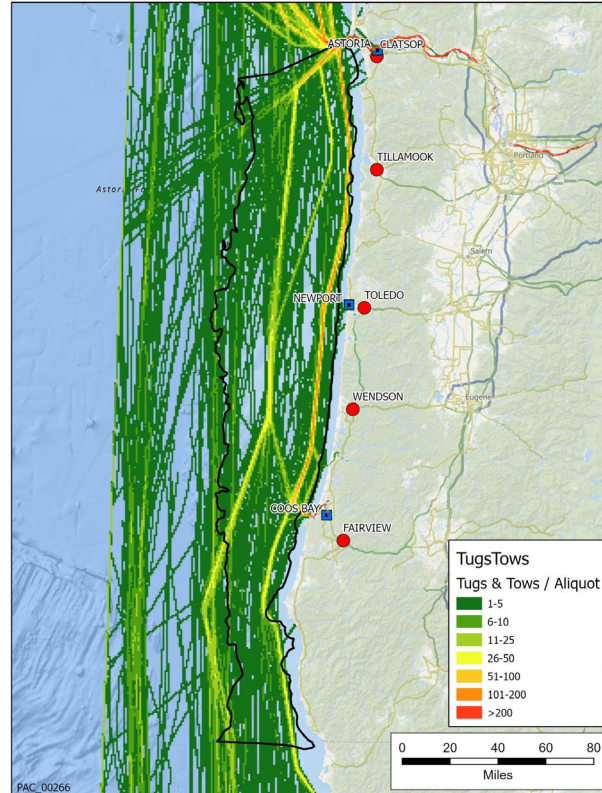 ASTORIA
CLATSOP
Portland
TILLAMOOK
Salem
NEWPORT
TOLEDO
WENDSON
Eugene
COOS BAY
FAIRVIEW
TugsTows
Tugs & Tows / Aliquot
1-5
6-10
11-25
26-50
51-100
101-200
>200
0 20 40 60 80
Miles
PAC_00266